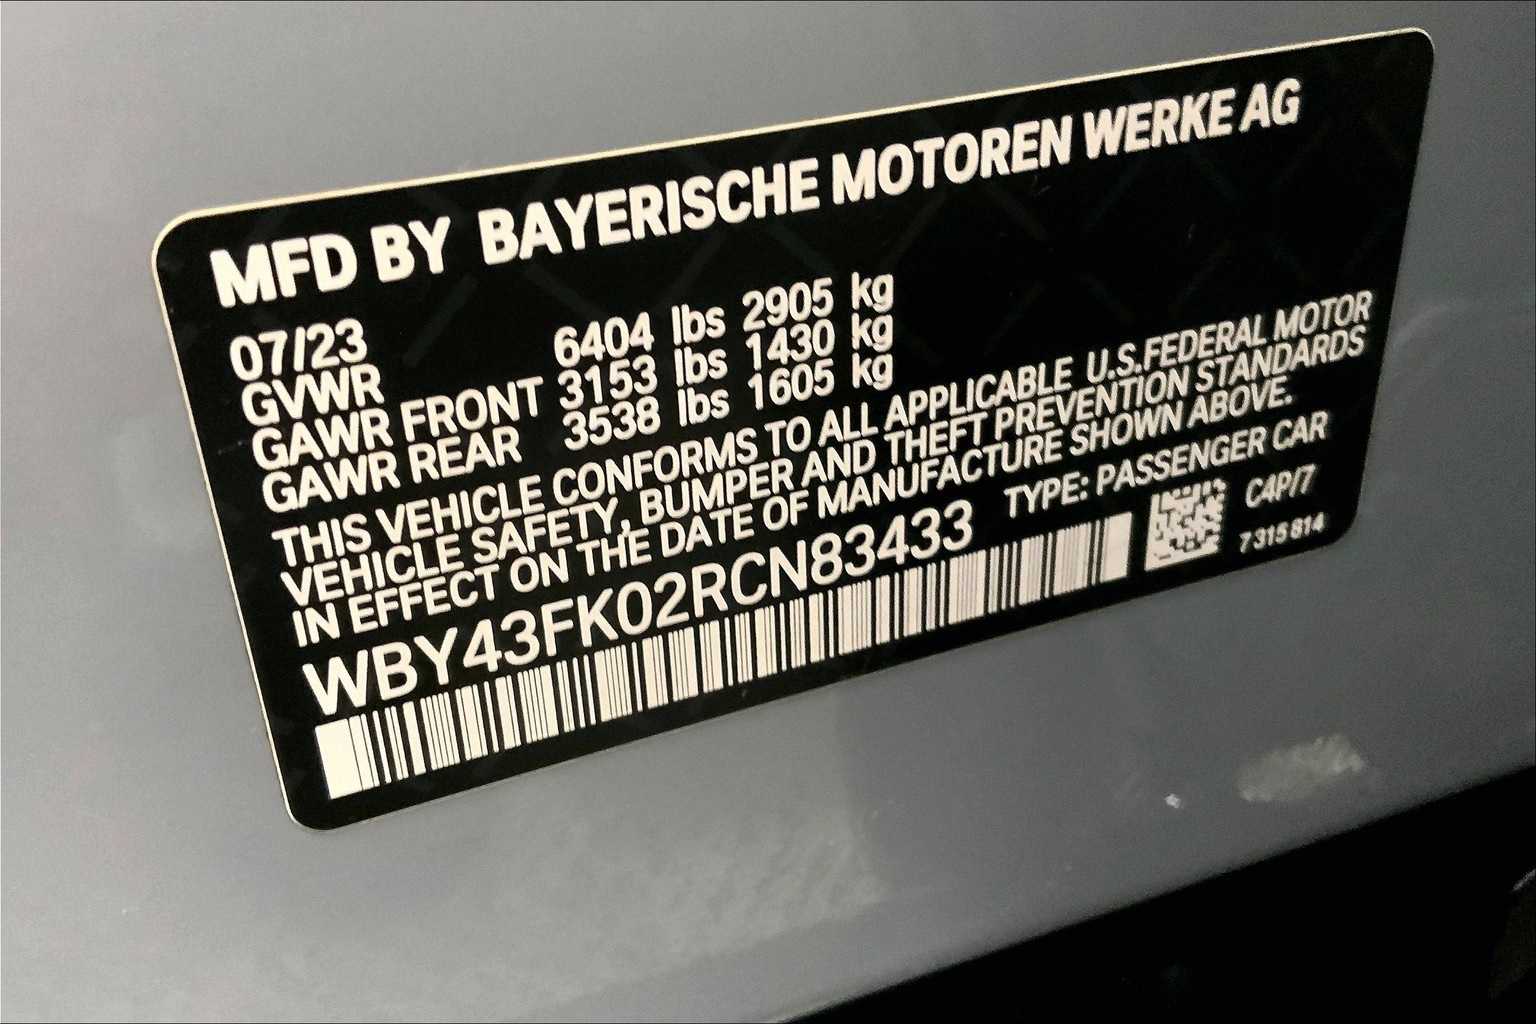 MFD BY BAYERISCHE MOTOREN WERKE AG
07/23
GVWR 6404 lbs 2905 kg
GAWR FRONT 3153 lbs 1430 kg
GAWR REAR 3538 lbs 1605 kg
THIS VEHICLE CONFORMS TO ALL APPLICABLE U.S.FEDERAL MOTOR
VEHICLE SAFETY, BUMPER AND THEFT PREVENTION STANDARDS
IN EFFECT ON THE DATE OF MANUFACTURE SHOWN ABOVE.
WBY43FK02RCN83433 TYPE: PASSENGER CAR
C4P/7
7 315 814